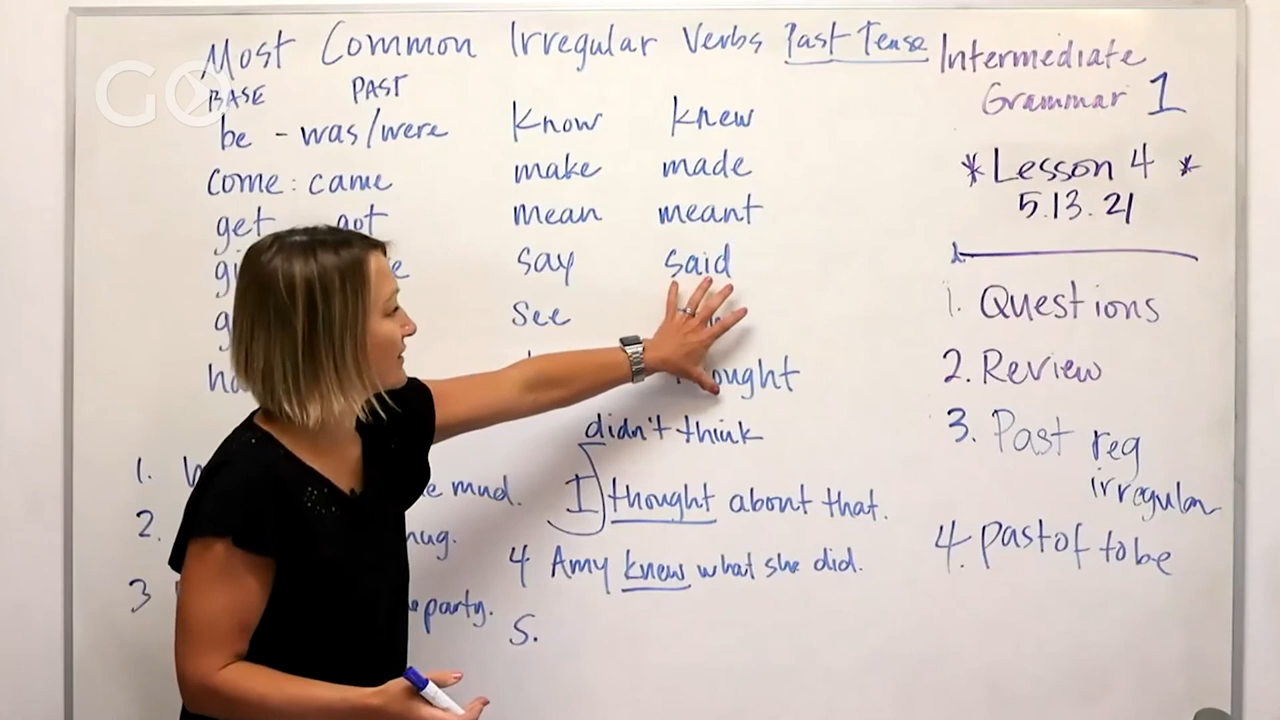 GO
Most Common Irregular Verbs Past Tense
BASE PAST
be - was/were know knew
come : came make made
get got mean meant
say said
see
didn't think
1. mud.
I thought about that.
2.
4 Amy knew what she did.
3 party.
5.
Intermediate
Grammar 1
* Lesson 4 *
5.13.21
1. Questions
2. Review
3. Past reg
irregular
4. past of to be